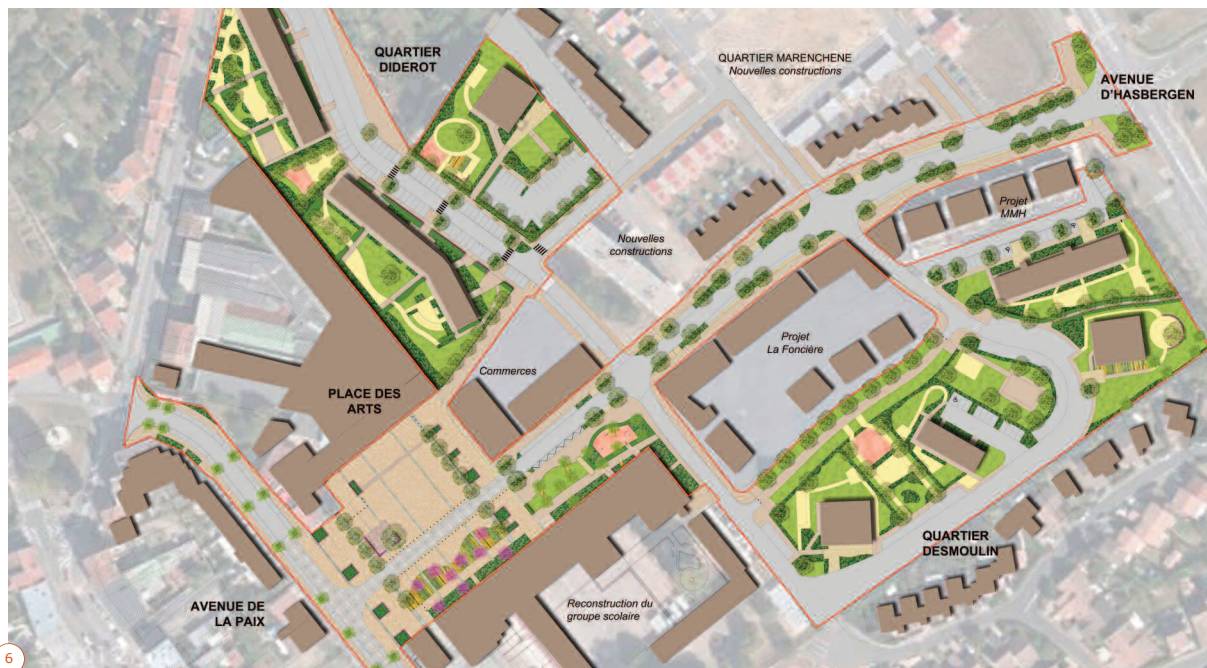 QUARTIER
DIDEROT
QUARTIER MARENCHENE
Nouvelles constructions
AVENUE
D'HASBERGEN
Projet
MMH
Nouvelles
constructions
Projet
La Foncière
Commerces
PLACE DES
ARTS
QUARTIER
DESMOULIN
AVENUE DE
LA PAIX
Reconstruction du
groupe scolaire
6